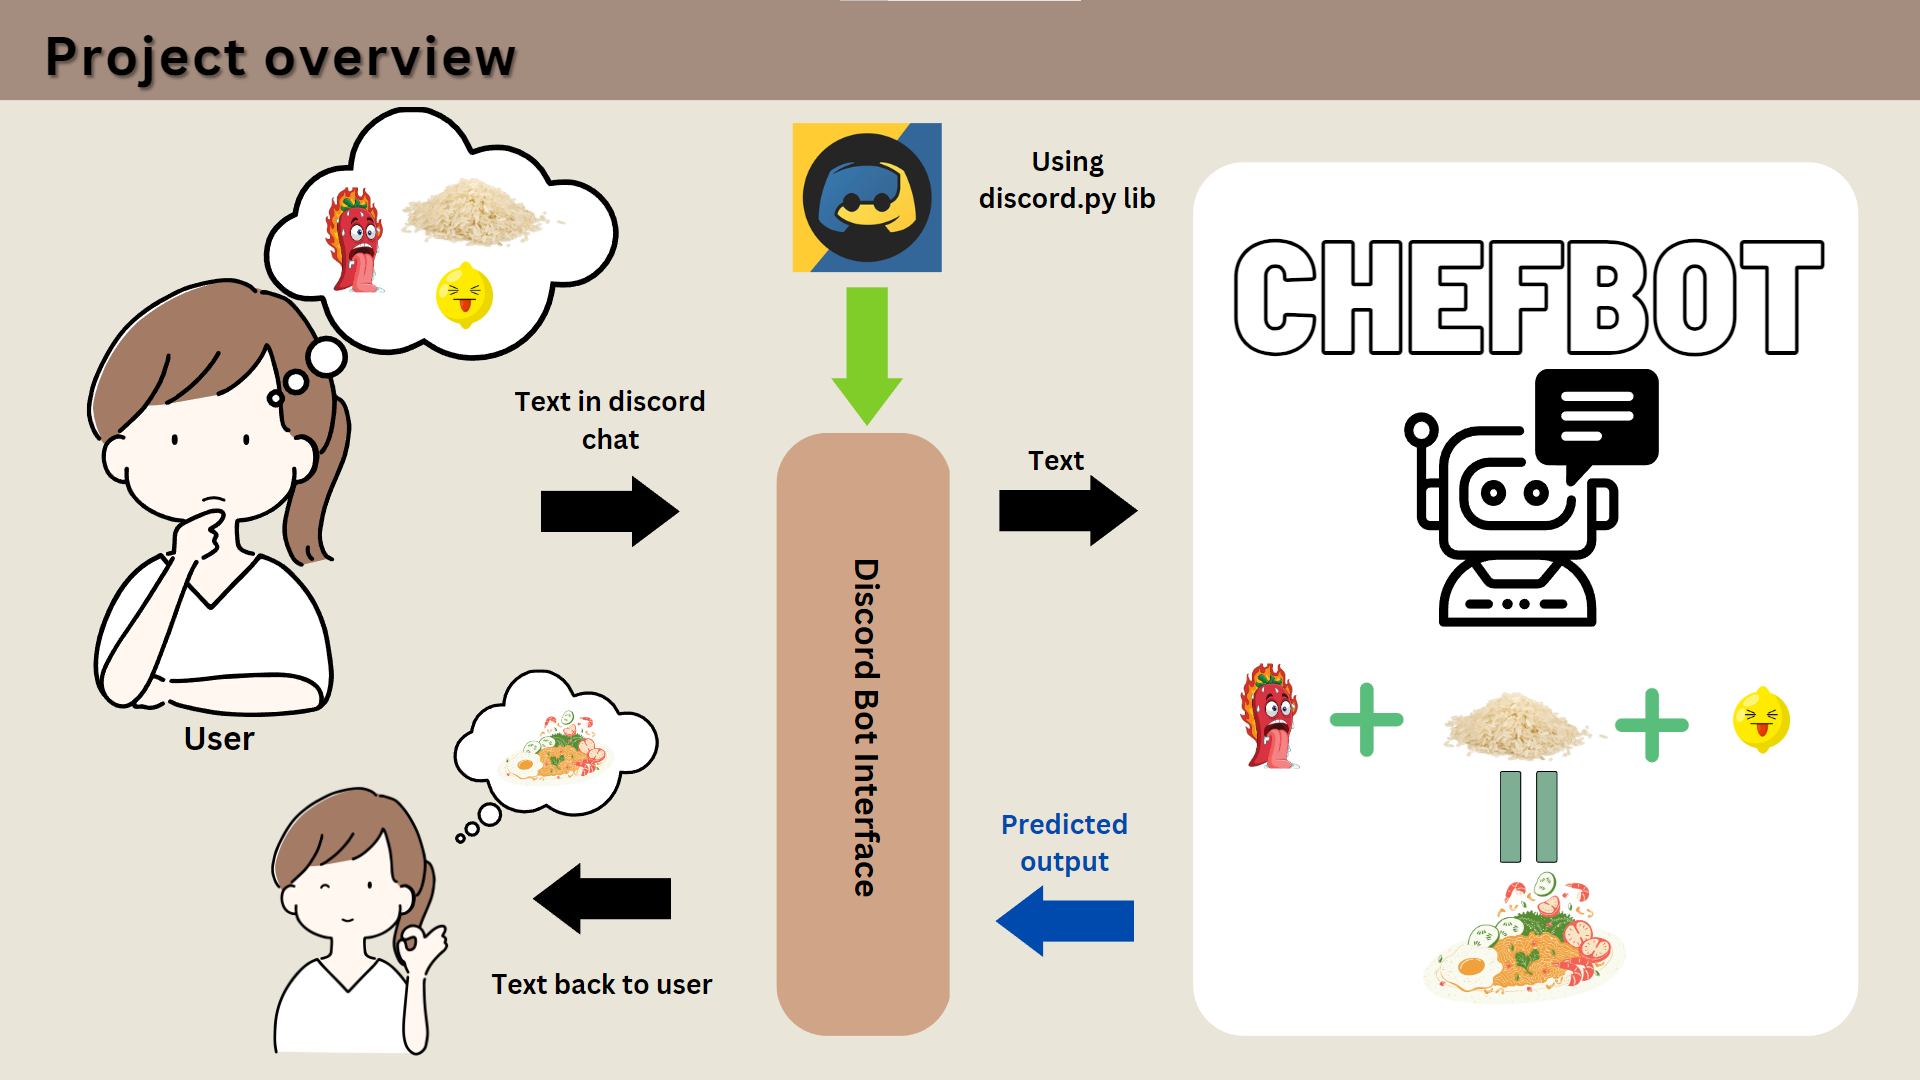 Project overview
Using
discord.py lib
CHEFBOT
Text in discord
chat
Text
Discord Bot Interface
User
Predicted
output
Text back to user